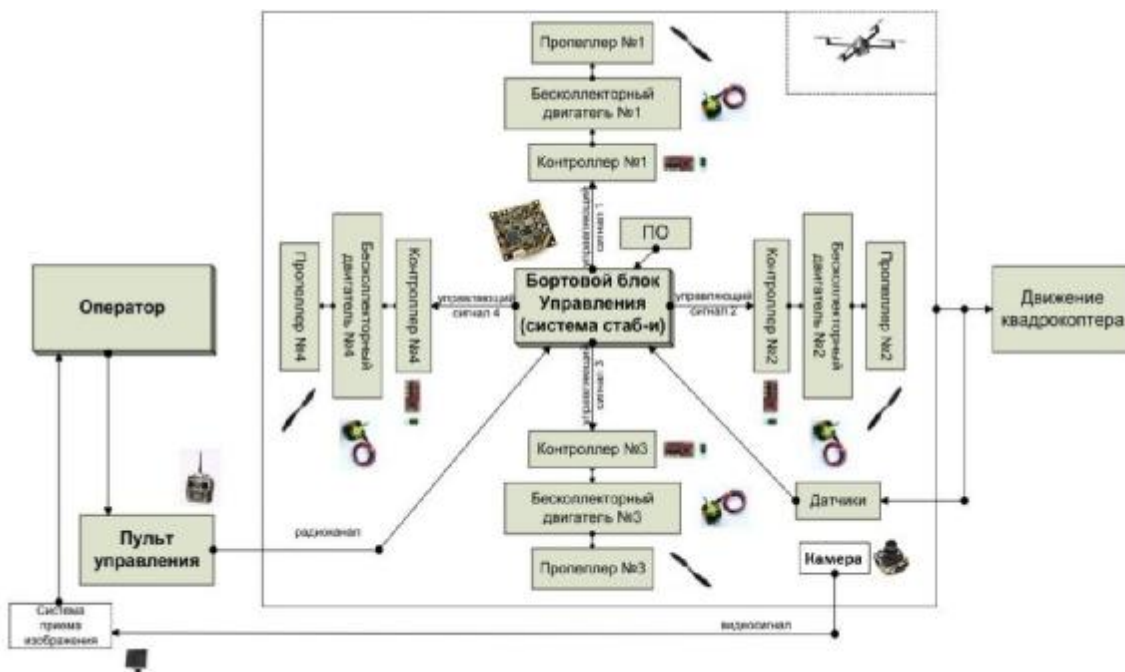 Пропеллер №1
Бесколлекторный
двигатель №1
Контроллер №1
управляющий
сигнал 1
ПО
Бортовой блок
Управления
(система стаб-и)
Оператор
Пропеллер №4
Бесколлекторный
двигатель №4
Контроллер №4
управляющий
сигнал 4
управляющий
сигнал 2
Контроллер №2
Бесколлекторный
двигатель №2
Пропеллер №2
Движение
квадрокоптера
управляющий
сигнал 3
Контроллер №3
Бесколлекторный
двигатель №3
Пропеллер №3
Датчики
Камера
Пульт
управления
радиоканал
Система
приема
изображения
видеосигнал